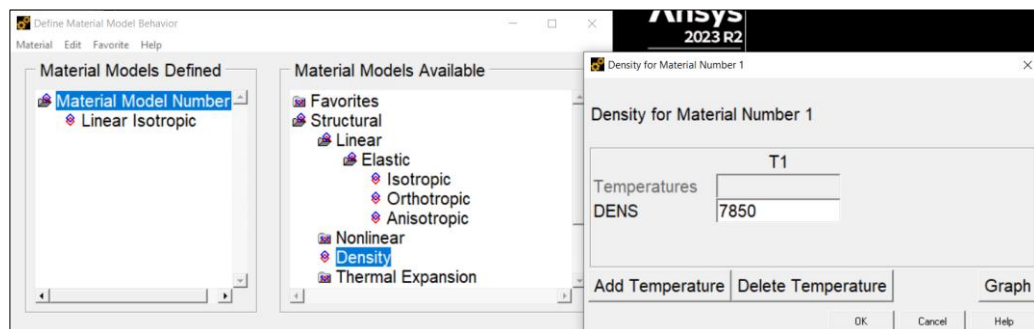 Define Material Model Behavior
Material Edit Favorite Help
Material Models Defined
Material Model Number
Linear Isotropic
Material Models Available
Favorites
Structural
Linear
Elastic
Isotropic
Orthotropic
Anisotropic
Nonlinear
Density
Thermal Expansion
Ansys
2023 R2
Density for Material Number 1
Density for Material Number 1
T1
Temperatures
DENS 7850
Add Temperature Delete Temperature Graph
OK Cancel Help